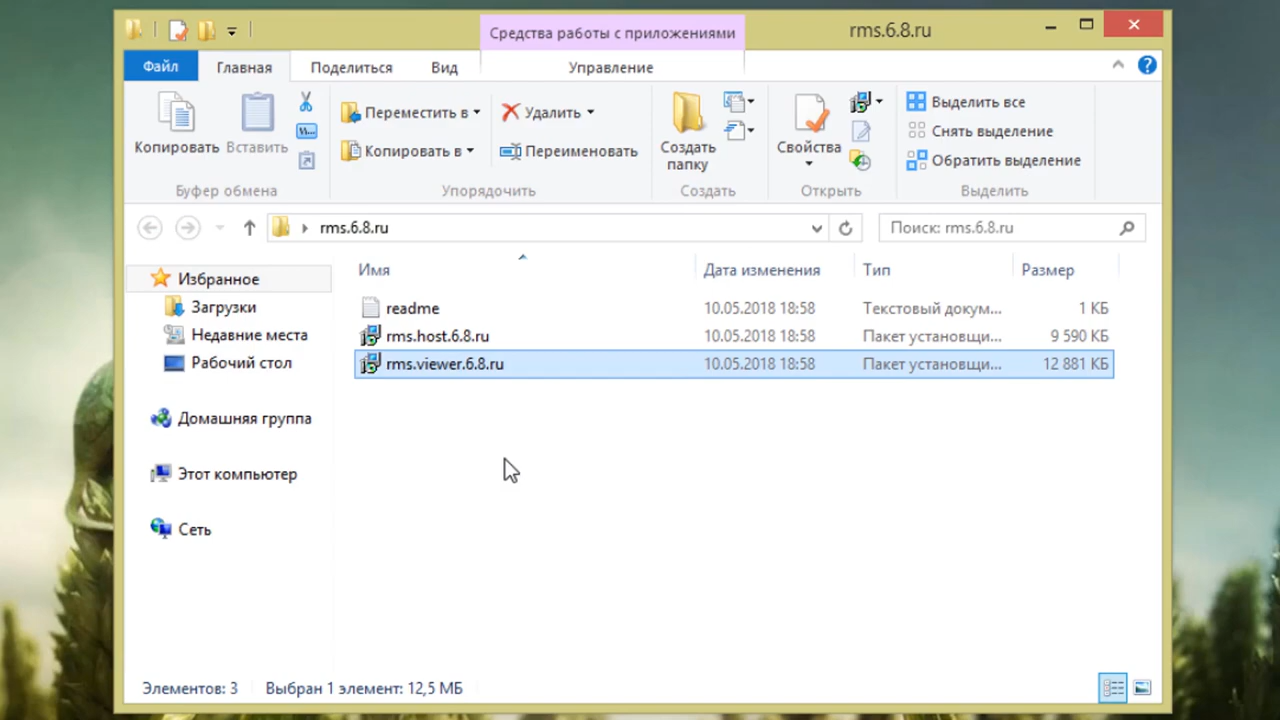 Средства работы с приложениями
rms.6.8.ru
Файл
Главная
Поделиться
Вид
Управление
Копировать
Вставить
W...
Буфер обмена
Переместить в
Копировать в
Удалить
Переименовать
Упорядочить
Создать
папку
Создать
Свойства
Открыть
Выделить все
Снять выделение
Обратить выделение
Выделить
rms.6.8.ru
Поиск: rms.6.8.ru
Избранное
Загрузки
Недавние места
Рабочий стол
Домашняя группа
Этот компьютер
Сеть
Имя Дата изменения Тип Размер
readme 10.05.2018 18:58 Текстовый докум... 1 КБ
rms.host.6.8.ru 10.05.2018 18:58 Пакет установщи... 9 590 КБ
rms.viewer.6.8.ru 10.05.2018 18:58 Пакет установщи... 12 881 КБ
Элементов: 3 Выбран 1 элемент: 12,5 МБ